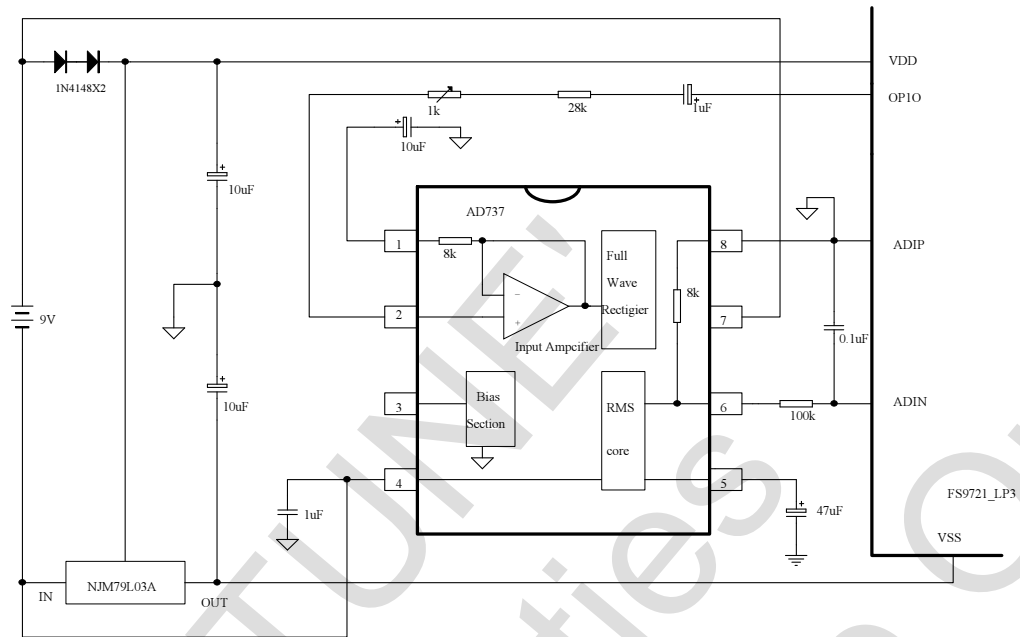 VDD
1N4148X2
OP1O
1k
28k
1uF
10uF
10uF
AD737
1
8k
Full
Wave
Rectigier
8
ADIP
8k
9V
2
−
+
7
Input Ampcifier
0.1uF
10uF
3
Bias
Section
RMS
core
6
100k
ADIN
4
5
1uF
47uF
FS9721_LP3
VSS
IN
NJM79L03A
OUT
TUNE'
ties